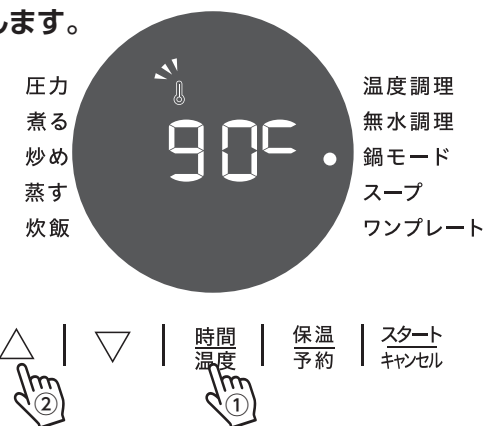 します。
圧力
煮る
炒め
蒸す
炊飯
90℃
温度調理
無水調理
鍋モード
スープ
ワンプレート
時間
温度
保温
予約
スタート
キャンセル
②
①